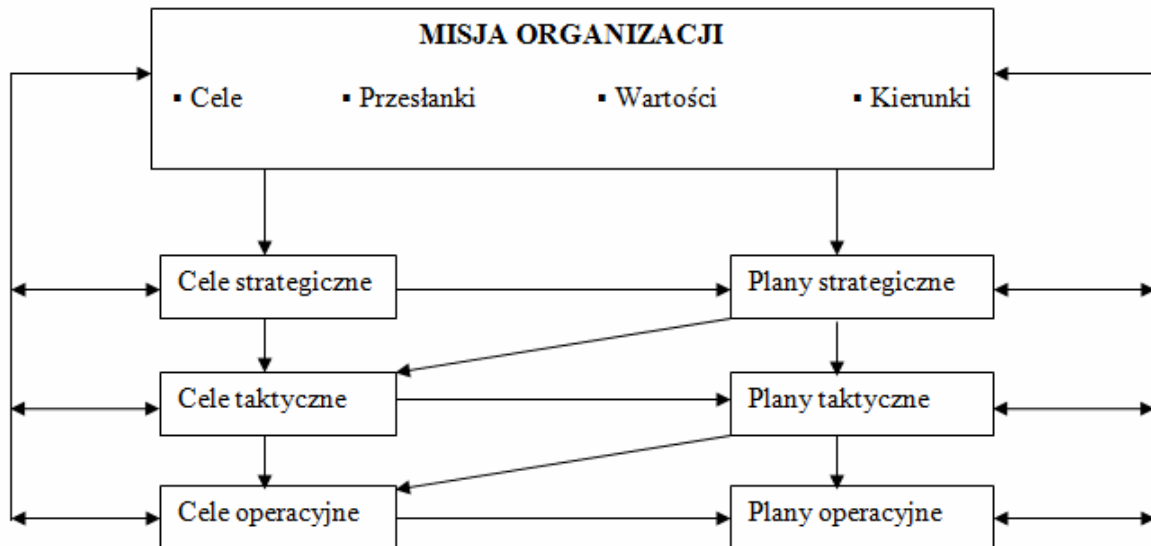 MISJA ORGANIZACJI
▪ Cele ▪ Przesłanki ▪ Wartości ▪ Kierunki
Cele strategiczne Plany strategiczne
Cele taktyczne Plany taktyczne
Cele operacyjne Plany operacyjne